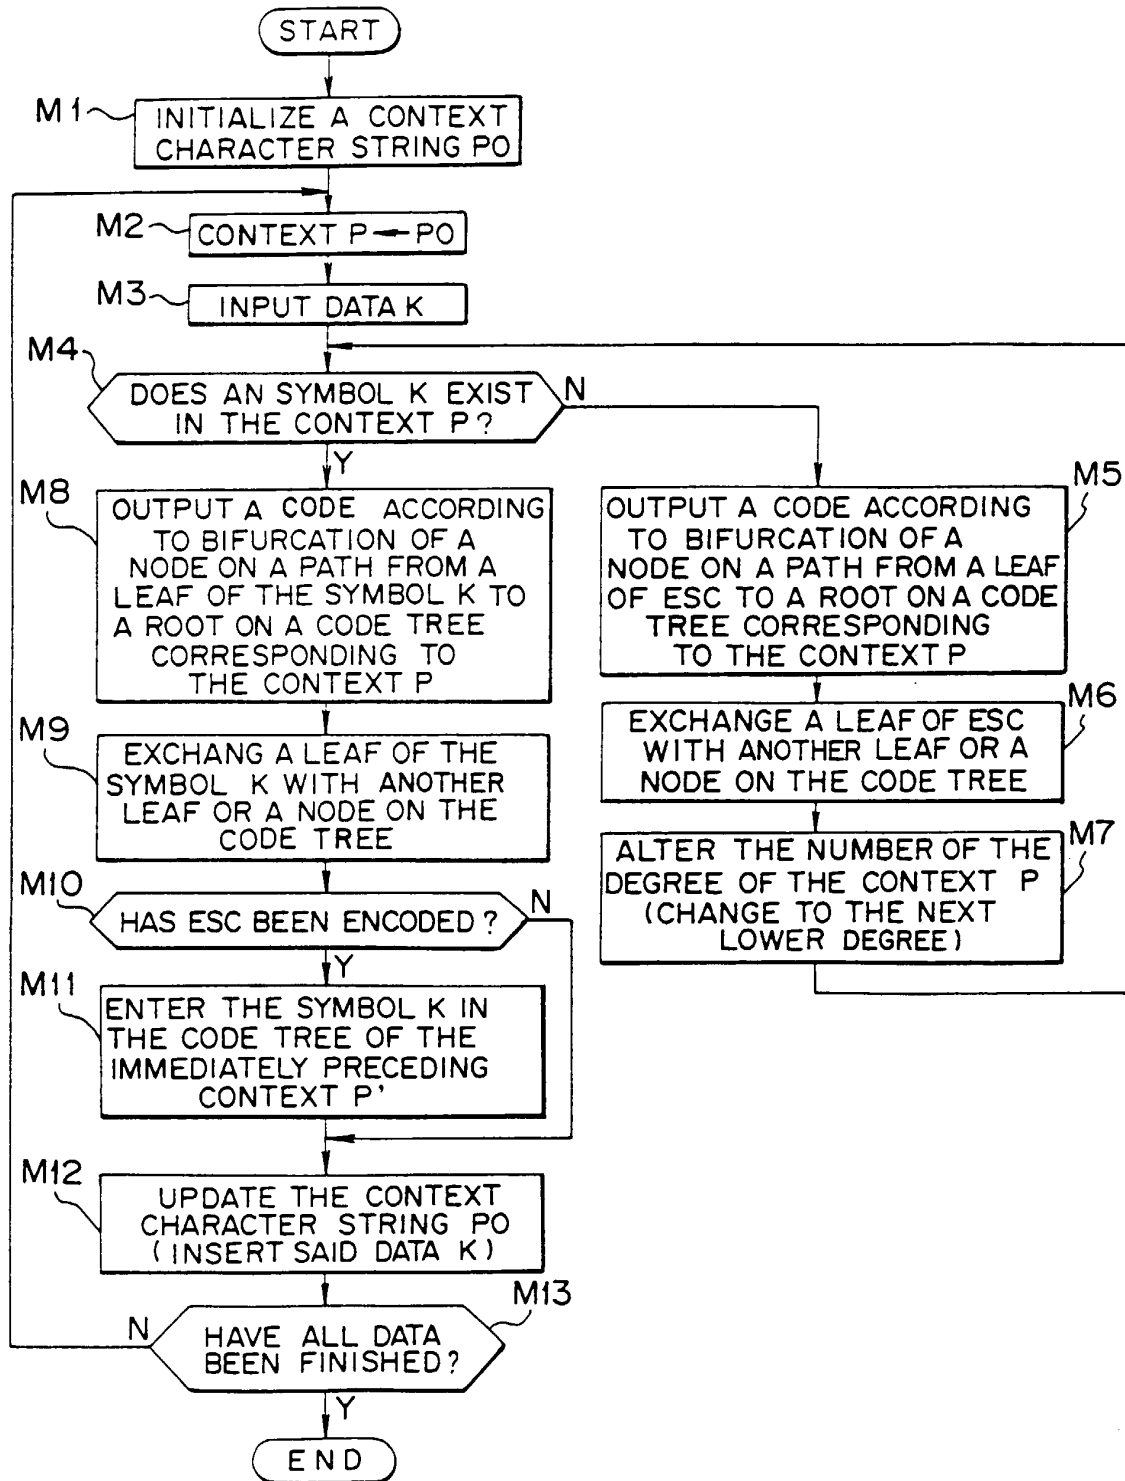 START
M1
INITIALIZE A CONTEXT
CHARACTER STRING PO
M2
CONTEXT P ← PO
M3
INPUT DATA K
M4
DOES AN SYMBOL K EXIST
IN THE CONTEXT P?
N
Y
M8
OUTPUT A CODE ACCORDING
TO BIFURCATION OF A
NODE ON A PATH FROM A
LEAF OF THE SYMBOL K TO
A ROOT ON A CODE TREE
CORRESPONDING TO
THE CONTEXT P
M5
OUTPUT A CODE ACCORDING
TO BIFURCATION OF A
NODE ON A PATH FROM A LEAF
OF ESC TO A ROOT ON A CODE
TREE CORRESPONDING
TO THE CONTEXT P
M6
EXCHANGE A LEAF OF ESC
WITH ANOTHER LEAF OR A
NODE ON THE CODE TREE
M7
ALTER THE NUMBER OF THE
DEGREE OF THE CONTEXT P
(CHANGE TO THE NEXT
LOWER DEGREE)
M9
EXCHANG A LEAF OF THE
SYMBOL K WITH ANOTHER
LEAF OR A NODE ON THE
CODE TREE
M10
HAS ESC BEEN ENCODED?
N
Y
M11
ENTER THE SYMBOL K IN
THE CODE TREE OF THE
IMMEDIATELY PRECEDING
CONTEXT P'
M12
UPDATE THE CONTEXT
CHARACTER STRING PO
(INSERT SAID DATA K)
M13
HAVE ALL DATA
BEEN FINISHED?
N
Y
END